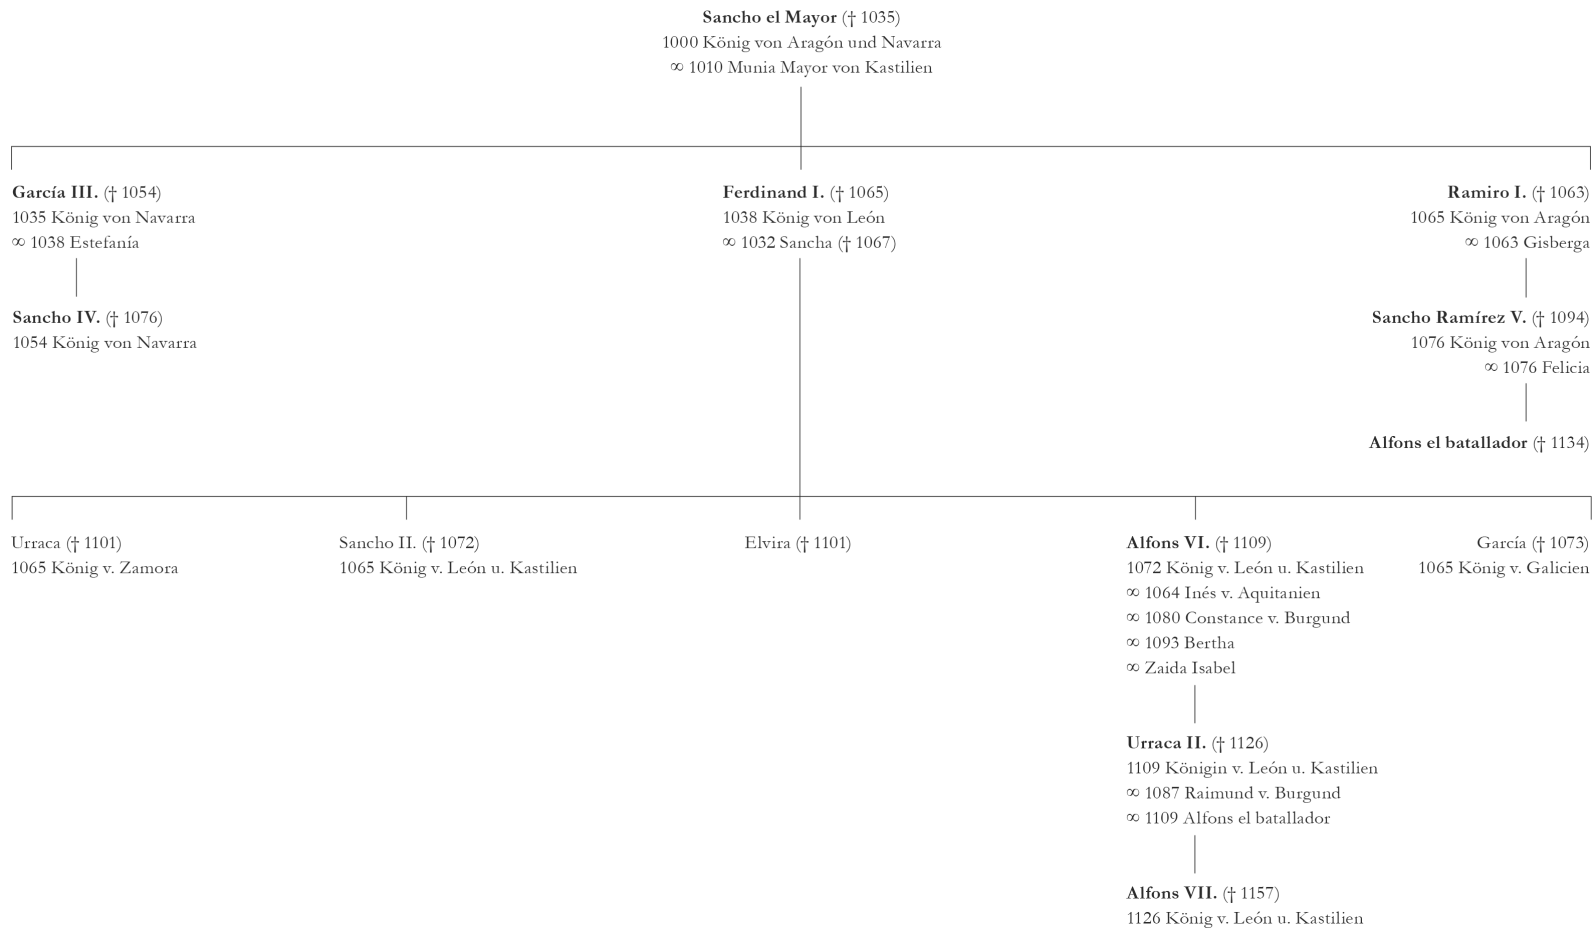 Sancho el Mayor († 1035)
1000 König von Aragón und Navarra
∞ 1010 Munia Mayor von Kastilien
García III. († 1054)
1035 König von Navarra
∞ 1038 Estefanía
Ferdinand I. († 1065)
1038 König von León
∞ 1032 Sancha († 1067)
Ramiro I. († 1063)
1065 König von Aragón
∞ 1063 Gisberga
Sancho IV. († 1076)
1054 König von Navarra
Sancho Ramírez V. († 1094)
1076 König von Aragón
∞ 1076 Felicia
Alfons el batallador († 1134)
Urraca († 1101)
1065 König v. Zamora
Sancho II. († 1072)
1065 König v. León u. Kastilien
Elvira († 1101)
Alfons VI. († 1109)
1072 König v. León u. Kastilien
∞ 1064 Inés v. Aquitanien
∞ 1080 Constance v. Burgund
∞ 1093 Bertha
∞ Zaida Isabel
García († 1073)
1065 König v. Galicien
Urraca II. († 1126)
1109 Königin v. León u. Kastilien
∞ 1087 Raimund v. Burgund
∞ 1109 Alfons el batallador
Alfons VII. († 1157)
1126 König v. León u. Kastilien